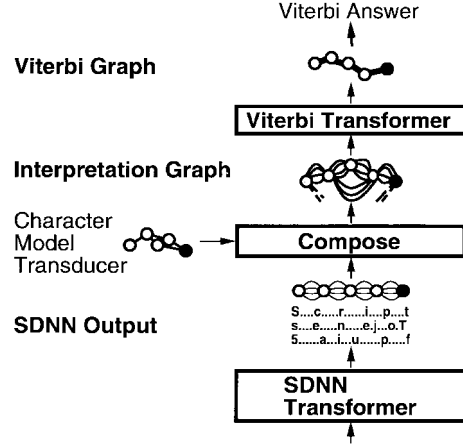 Viterbi Answer
Viterbi Graph
Viterbi Transformer
Interpretation Graph
Character
Model
Transducer
Compose
S....c.....r......i....p....t
s....e.....n.....e.j...o.T
5.....a...i....u......p.....f
SDNN Output
SDNN
Transformer